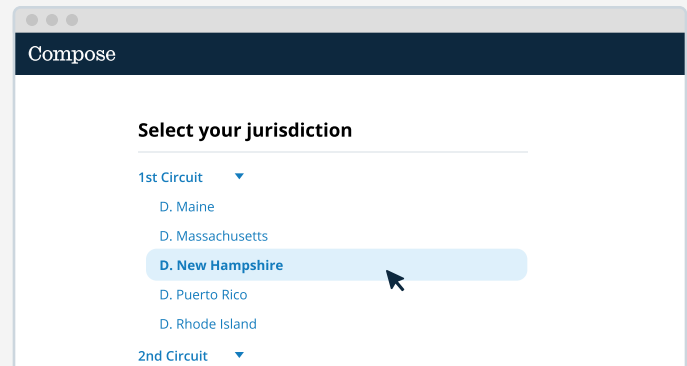 Compose
Select your jurisdiction
1st Circuit
D. Maine
D. Massachusetts
D. New Hampshire
D. Puerto Rico
D. Rhode Island
2nd Circuit